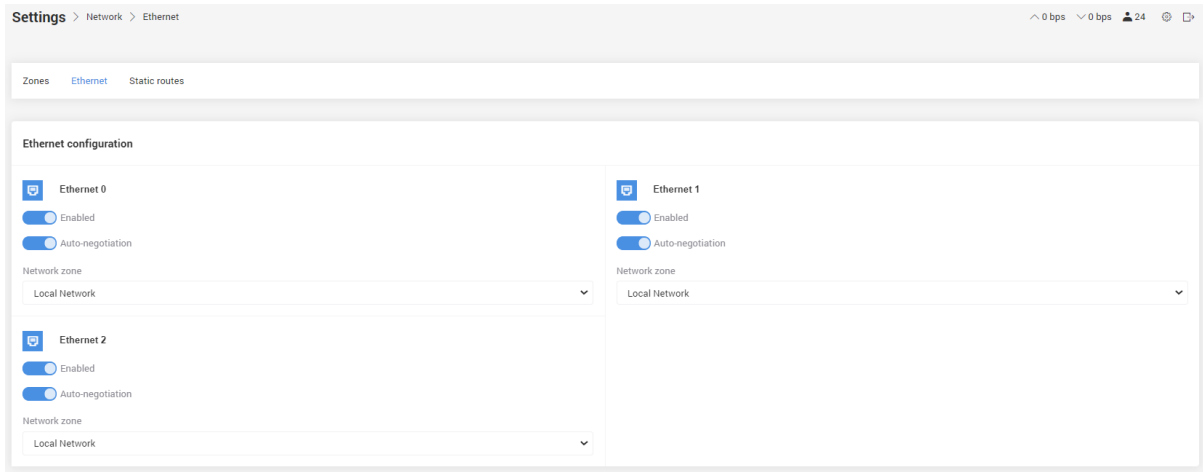 Settings > Network > Ethernet
0 bps 0 bps 24
Zones Ethernet Static routes
Ethernet configuration
Ethernet 0
Enabled
Auto-negotiation
Network zone
Local Network
Ethernet 1
Enabled
Auto-negotiation
Network zone
Local Network
Ethernet 2
Enabled
Auto-negotiation
Network zone
Local Network